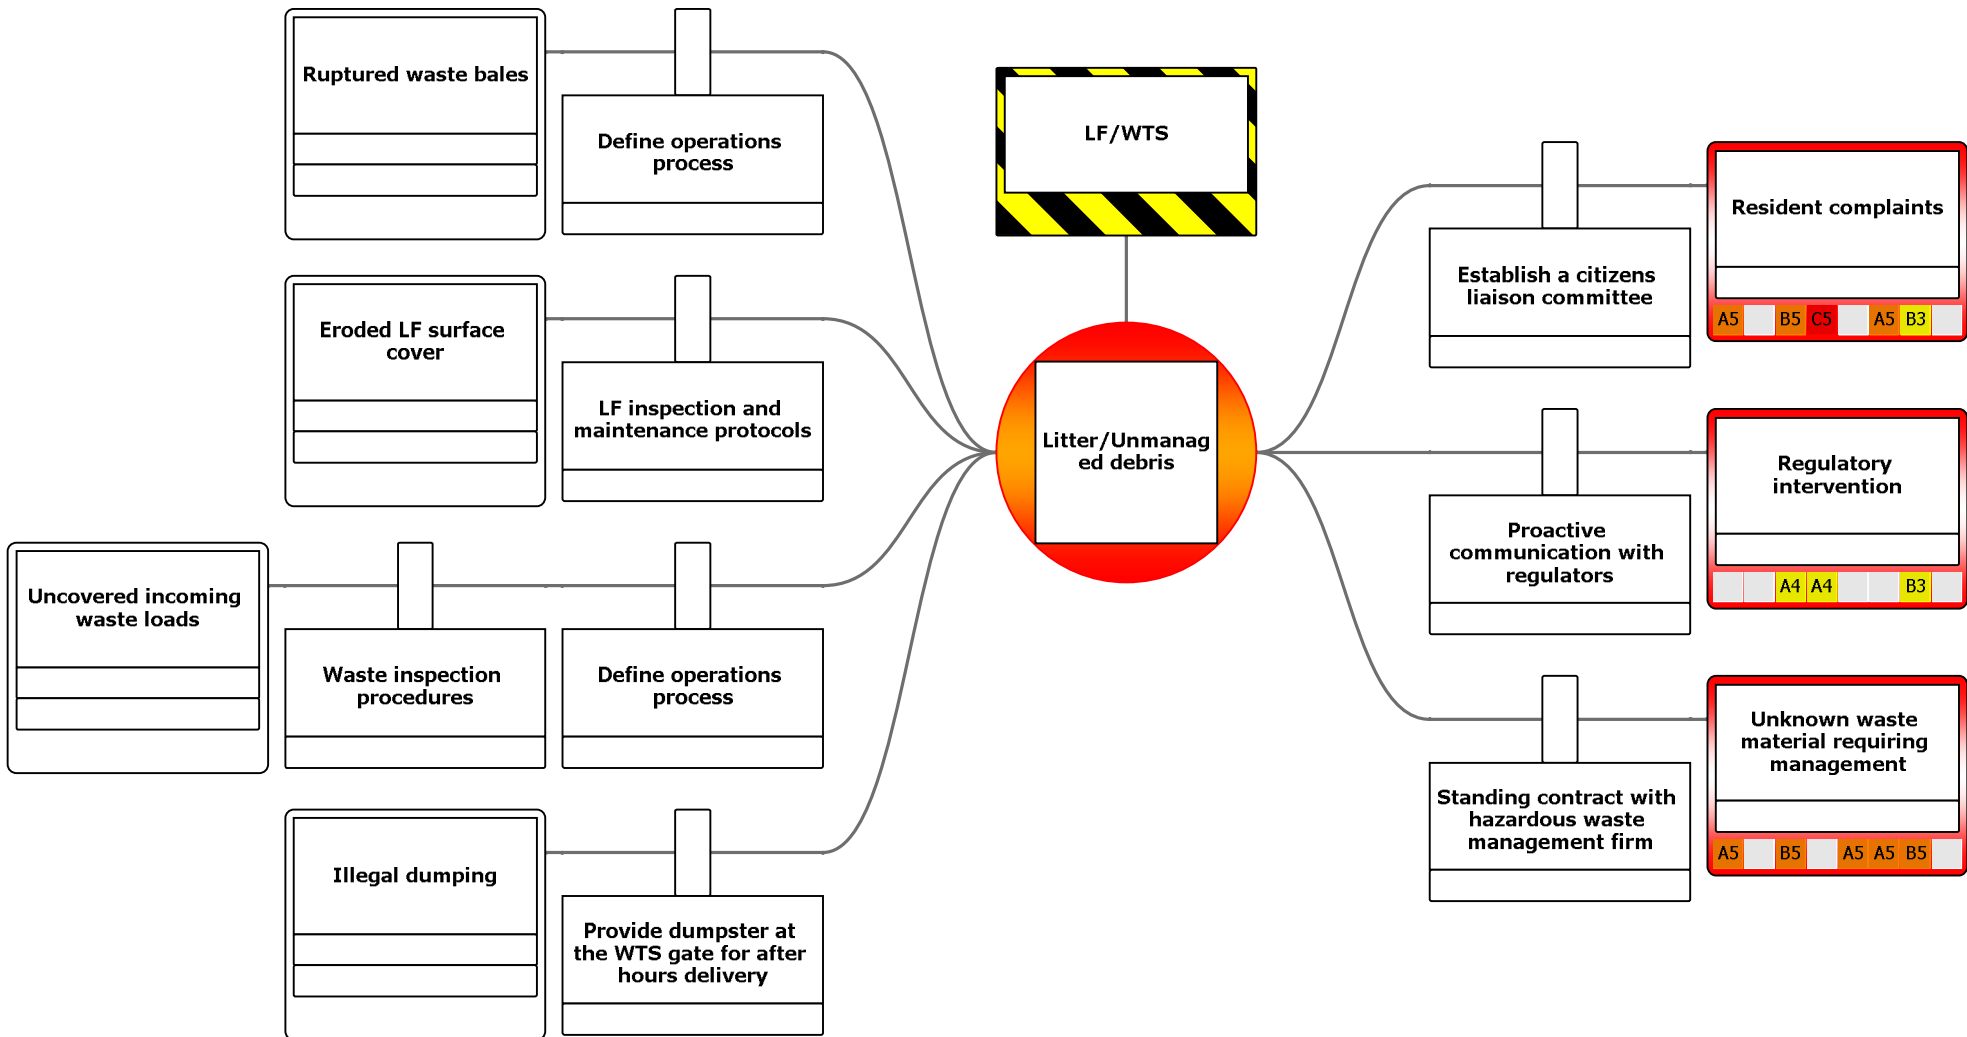 Ruptured waste bales
Define operations
process
LF/WTS
Resident complaints
A5 B5 C5 A5 B3
Establish a citizens
liaison committee
Eroded LF surface
cover
LF inspection and
maintenance protocols
Litter/Unmanag
ed debris
Regulatory
intervention
A4 A4 B3
Proactive
communication with
regulators
Uncovered incoming
waste loads
Waste inspection
procedures
Define operations
process
Unknown waste
material requiring
management
A5 B5 A5 A5 B5
Standing contract with
hazardous waste
management firm
Illegal dumping
Provide dumpster at
the WTS gate for after
hours delivery